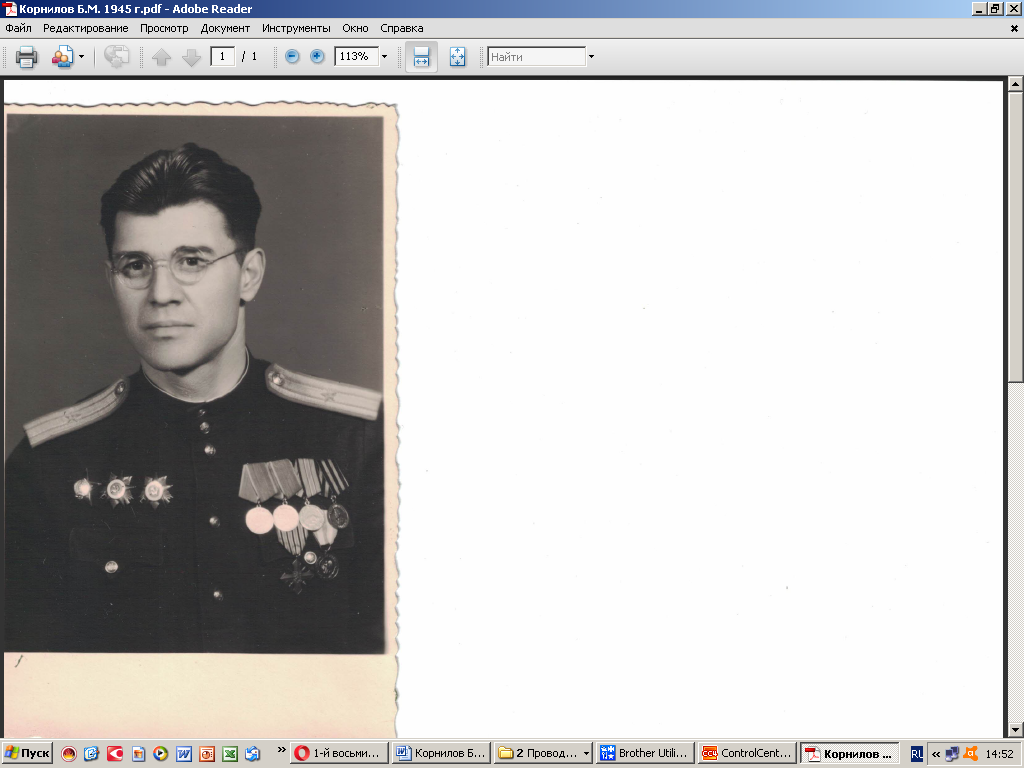 Корнилов Б.М. 1945 г.pdf - Adobe Reader
Файл Редактирование Просмотр Документ Инструменты Окно Справка
1 / 1 113% Найти
Пуск » 1-й восьми... Корнилов Б... 2 Провод... Brother Utili... ControlCent... Корнилов ... RL « 14:52